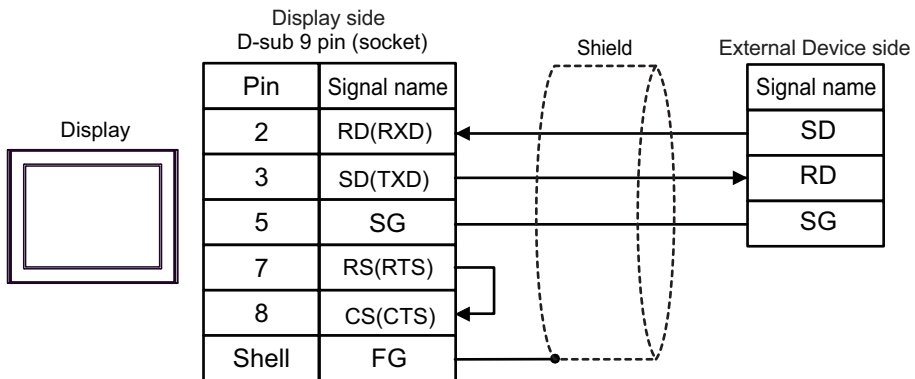 Display side
D-sub 9 pin (socket)
Shield
External Device side
Pin
Signal name
Signal name
Display
2
RD(RXD)
SD
3
SD(TXD)
RD
5
SG
SG
7
RS(RTS)
8
CS(CTS)
Shell
FG